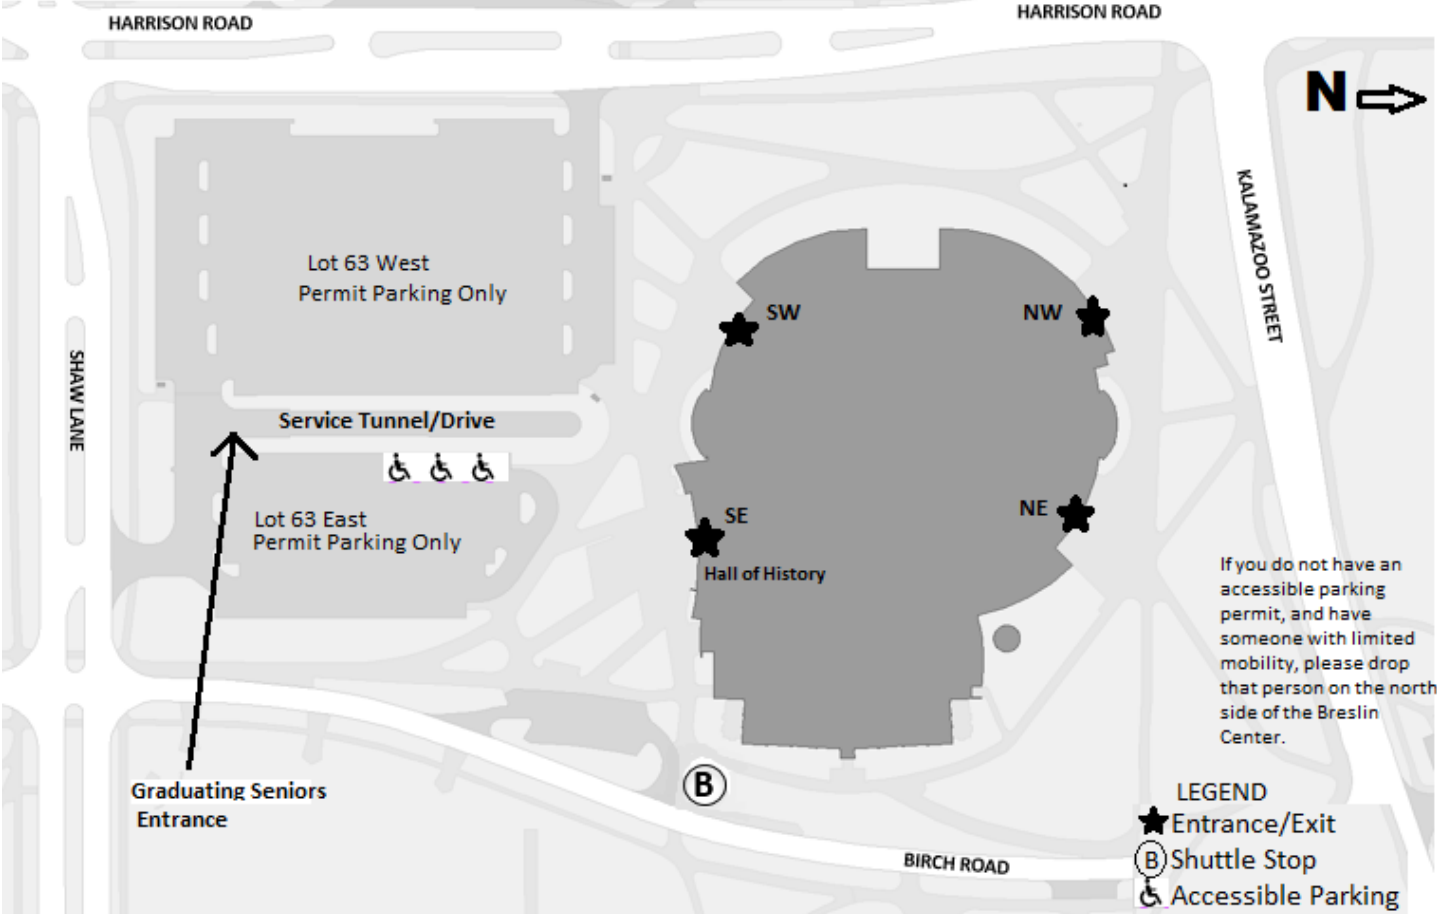 HARRISON ROAD
HARRISON ROAD
N
KALAMAZOO STREET
Lot 63 West
Permit Parking Only
SW
NW
SHAW LANE
Service Tunnel/Drive
SE
NE
Lot 63 East
Permit Parking Only
Hall of History
If you do not have an
accessible parking
permit, and have
someone with limited
mobility, please drop
that person on the north
side of the Breslin
Center.
B
Graduating Seniors
Entrance
BIRCH ROAD
LEGEND
Entrance/Exit
B Shuttle Stop
Accessible Parking